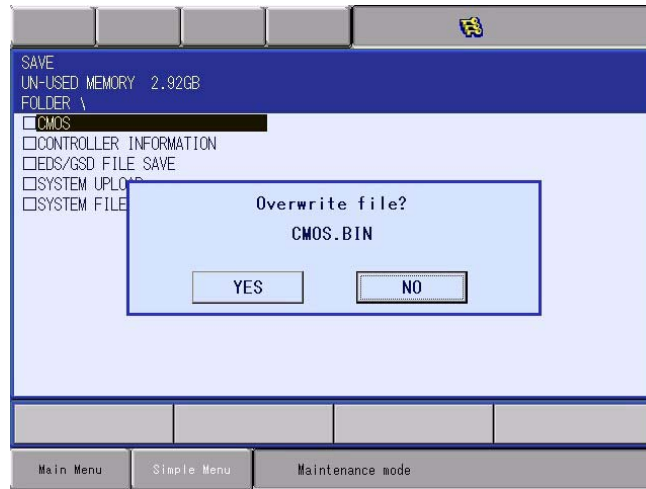 SAVE
UN-USED MEMORY 2.92GB
FOLDER \
CMOS
CONTROLLER INFORMATION
EDS/GSD FILE SAVE
SYSTEM UPLO
SYSTEM FILE
Overwrite file?
CMOS.BIN
YES NO
Main Menu Simple Menu Maintenance mode